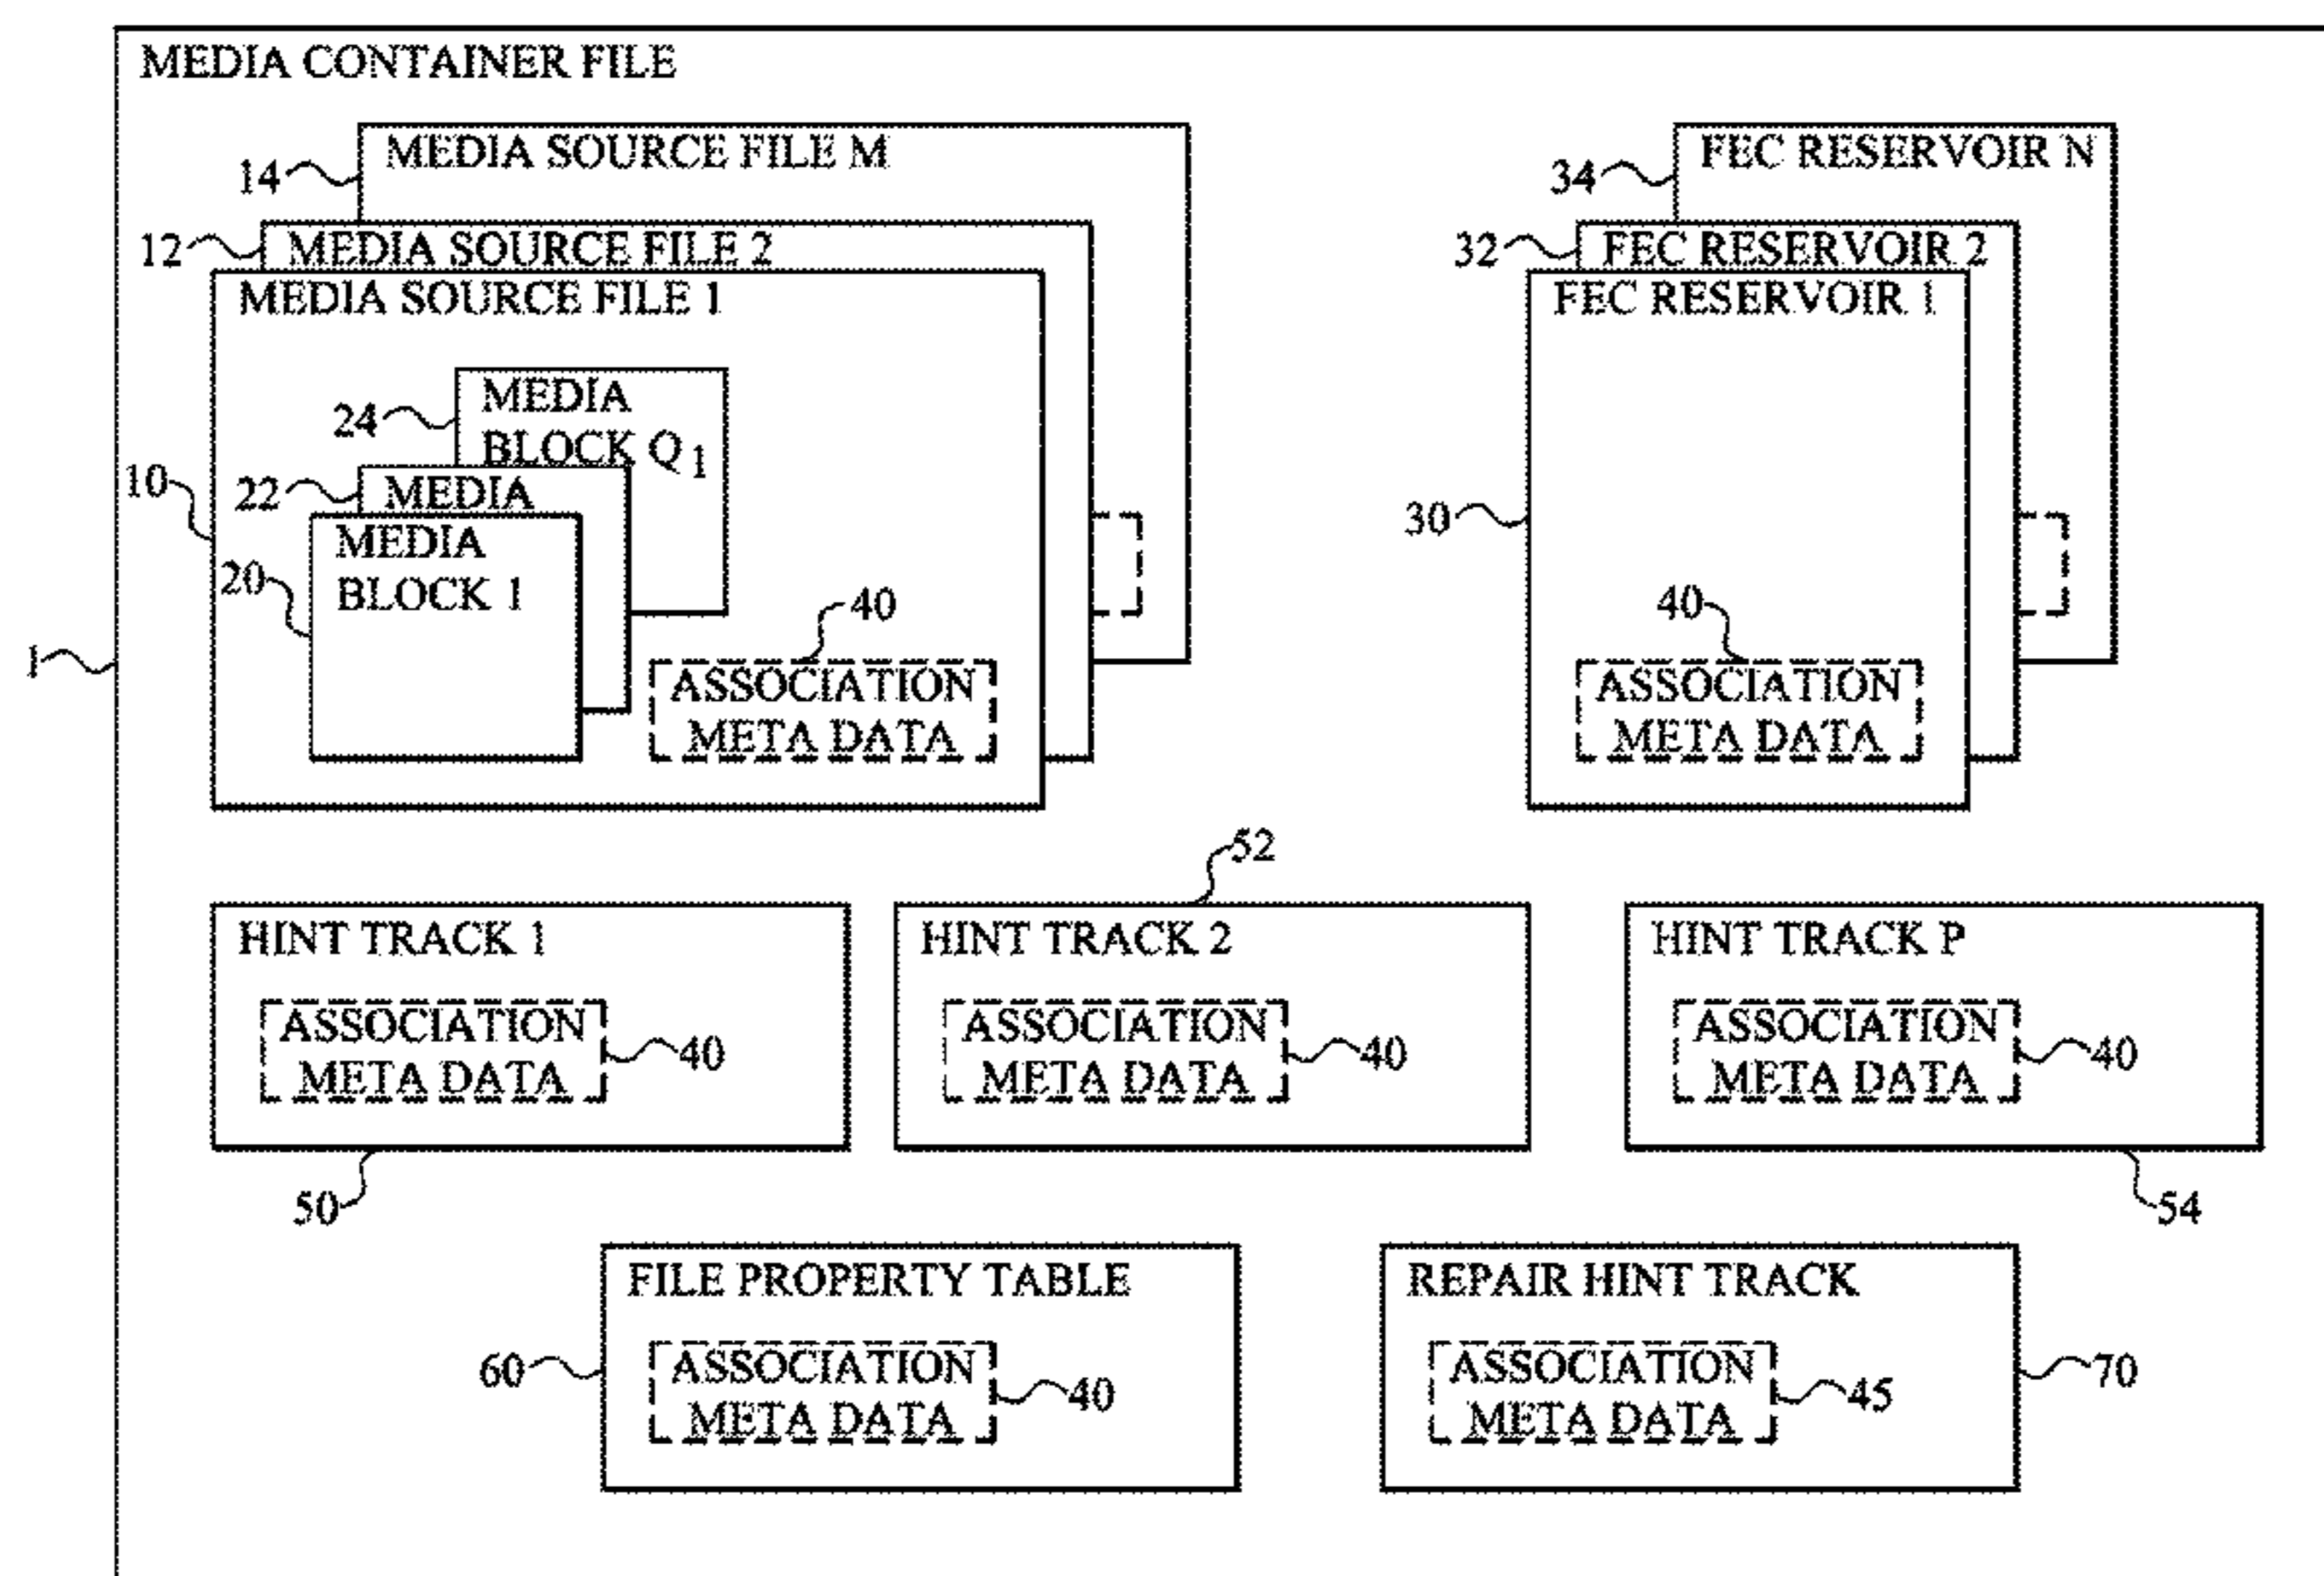 MEDIA CONTAINER FILE
14 MEDIA SOURCE FILE M
12 MEDIA SOURCE FILE 2
MEDIA SOURCE FILE 1
10
24 MEDIA
BLOCK Q1
22 MEDIA
20 MEDIA
BLOCK 1
40
ASSOCIATION
META DATA
34 FEC RESERVOIR N
32 FEC RESERVOIR 2
FEC RESERVOIR 1
30
40
ASSOCIATION
META DATA
1
HINT TRACK 1
ASSOCIATION
META DATA
40
50
52
HINT TRACK 2
ASSOCIATION
META DATA
40
HINT TRACK P
ASSOCIATION
META DATA
40
54
FILE PROPERTY TABLE
60
ASSOCIATION
META DATA
40
REPAIR HINT TRACK
ASSOCIATION
META DATA
45
70